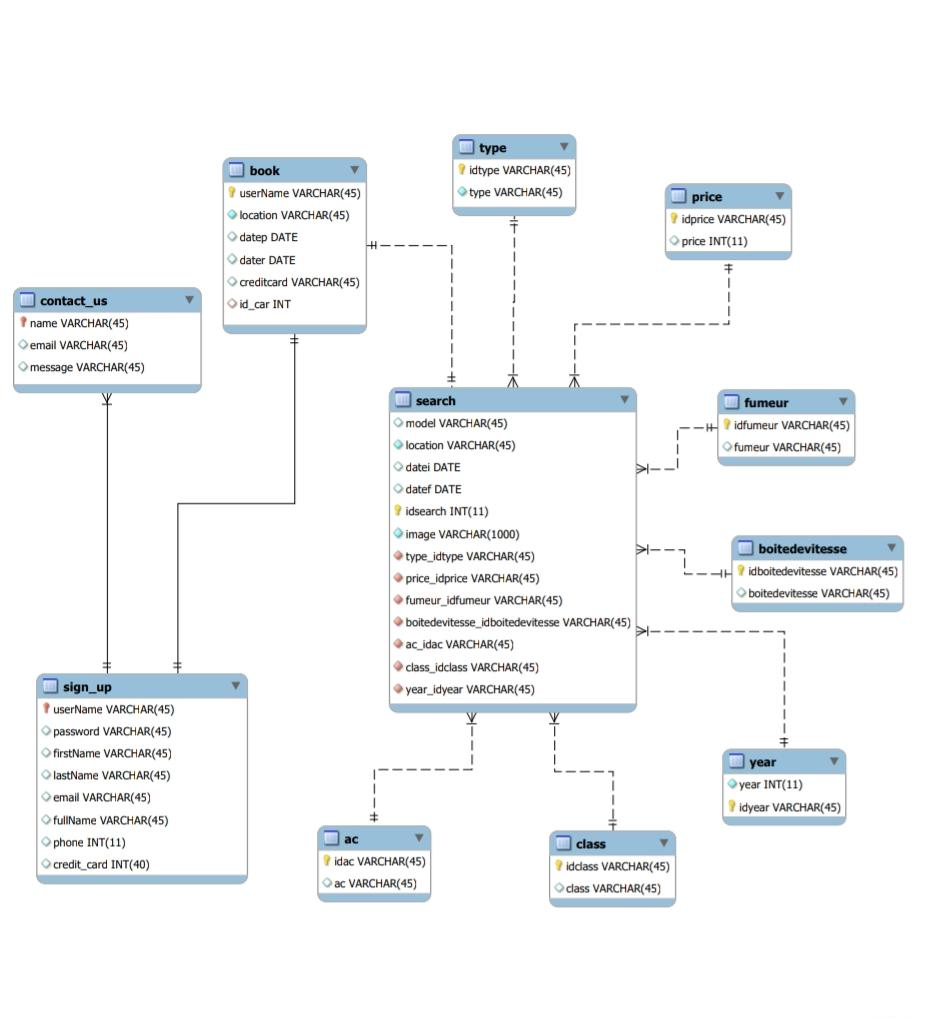 type
idtype VARCHAR(45)
type VARCHAR(45)
book
userName VARCHAR(45)
location VARCHAR(45)
datep DATE
dater DATE
creditcard VARCHAR(45)
id_car INT
price
idprice VARCHAR(45)
price INT(11)
contact_us
name VARCHAR(45)
email VARCHAR(45)
message VARCHAR(45)
search
model VARCHAR(45)
location VARCHAR(45)
datei DATE
datef DATE
idsearch INT(11)
image VARCHAR(1000)
type_idtype VARCHAR(45)
price_idprice VARCHAR(45)
fumeur_idfumeur VARCHAR(45)
boitedevitesse_idboitedevitesse VARCHAR(45)
ac_idac VARCHAR(45)
class_idclass VARCHAR(45)
year_idyear VARCHAR(45)
fumeur
idfumeur VARCHAR(45)
fumeur VARCHAR(45)
boitedevitesse
idboitedevitesse VARCHAR(45)
boitedevitesse VARCHAR(45)
sign_up
userName VARCHAR(45)
password VARCHAR(45)
firstName VARCHAR(45)
lastName VARCHAR(45)
email VARCHAR(45)
fullName VARCHAR(45)
phone INT(11)
credit_card INT(40)
year
year INT(11)
idyear VARCHAR(45)
ac
idac VARCHAR(45)
ac VARCHAR(45)
class
idclass VARCHAR(45)
class VARCHAR(45)